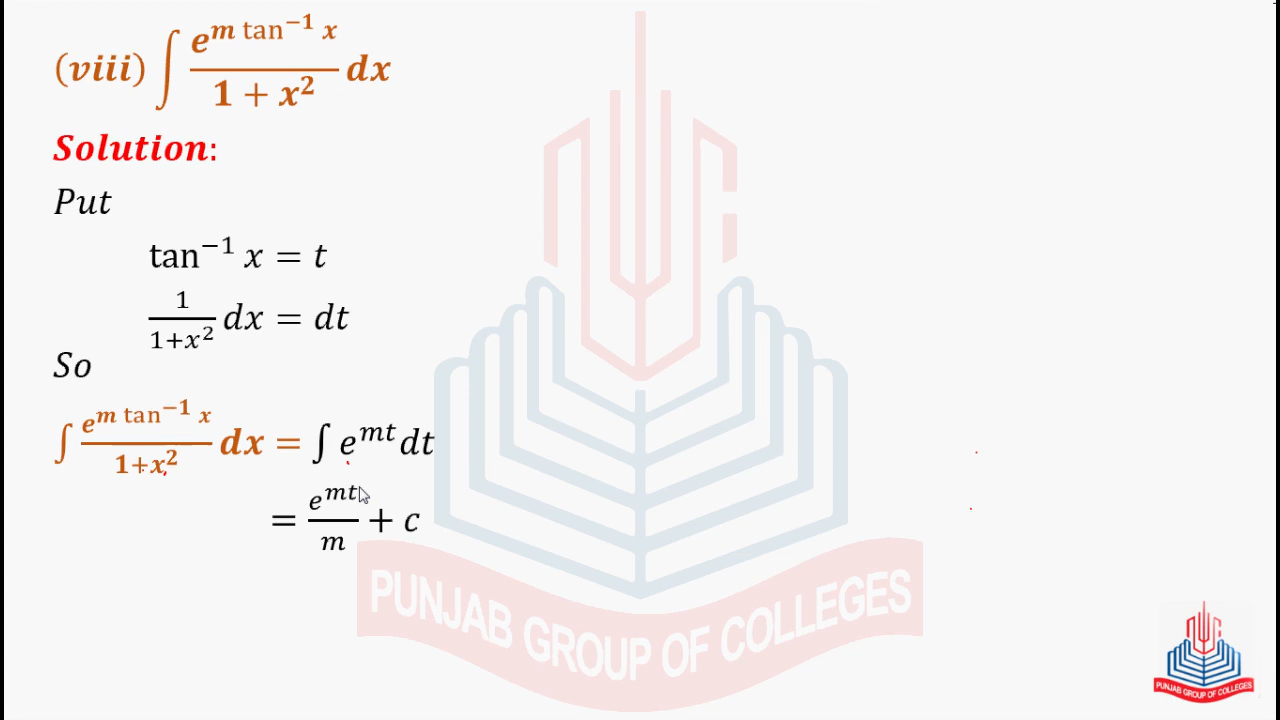 (viii) ∫ e^{m tan⁻¹ x} / (1 + x²) dx
Solution:
Put
tan⁻¹ x = t
1/(1+x²) dx = dt
So
∫ e^{m tan⁻¹ x} / (1+x²) dx = ∫ e^{mt} dt
= e^{mt}/m + c
PUNJAB GROUP OF COLLEGES
PUNJAB GROUP OF COLLEGES